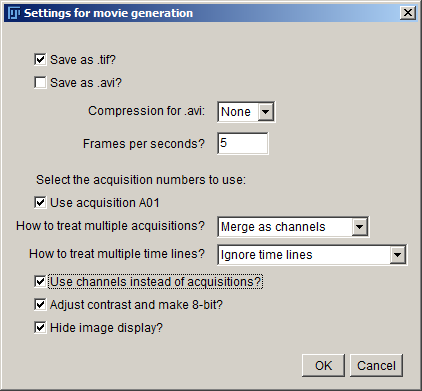 Settings for movie generation
Save as .tif?
Save as .avi?
Compression for .avi: None
Frames per seconds? 5
Select the acquisition numbers to use:
Use acquisition A01
How to treat multiple acquisitions? Merge as channels
How to treat multiple time lines? Ignore time lines
Use channels instead of acquisitions?
Adjust contrast and make 8-bit?
Hide image display?
OK Cancel